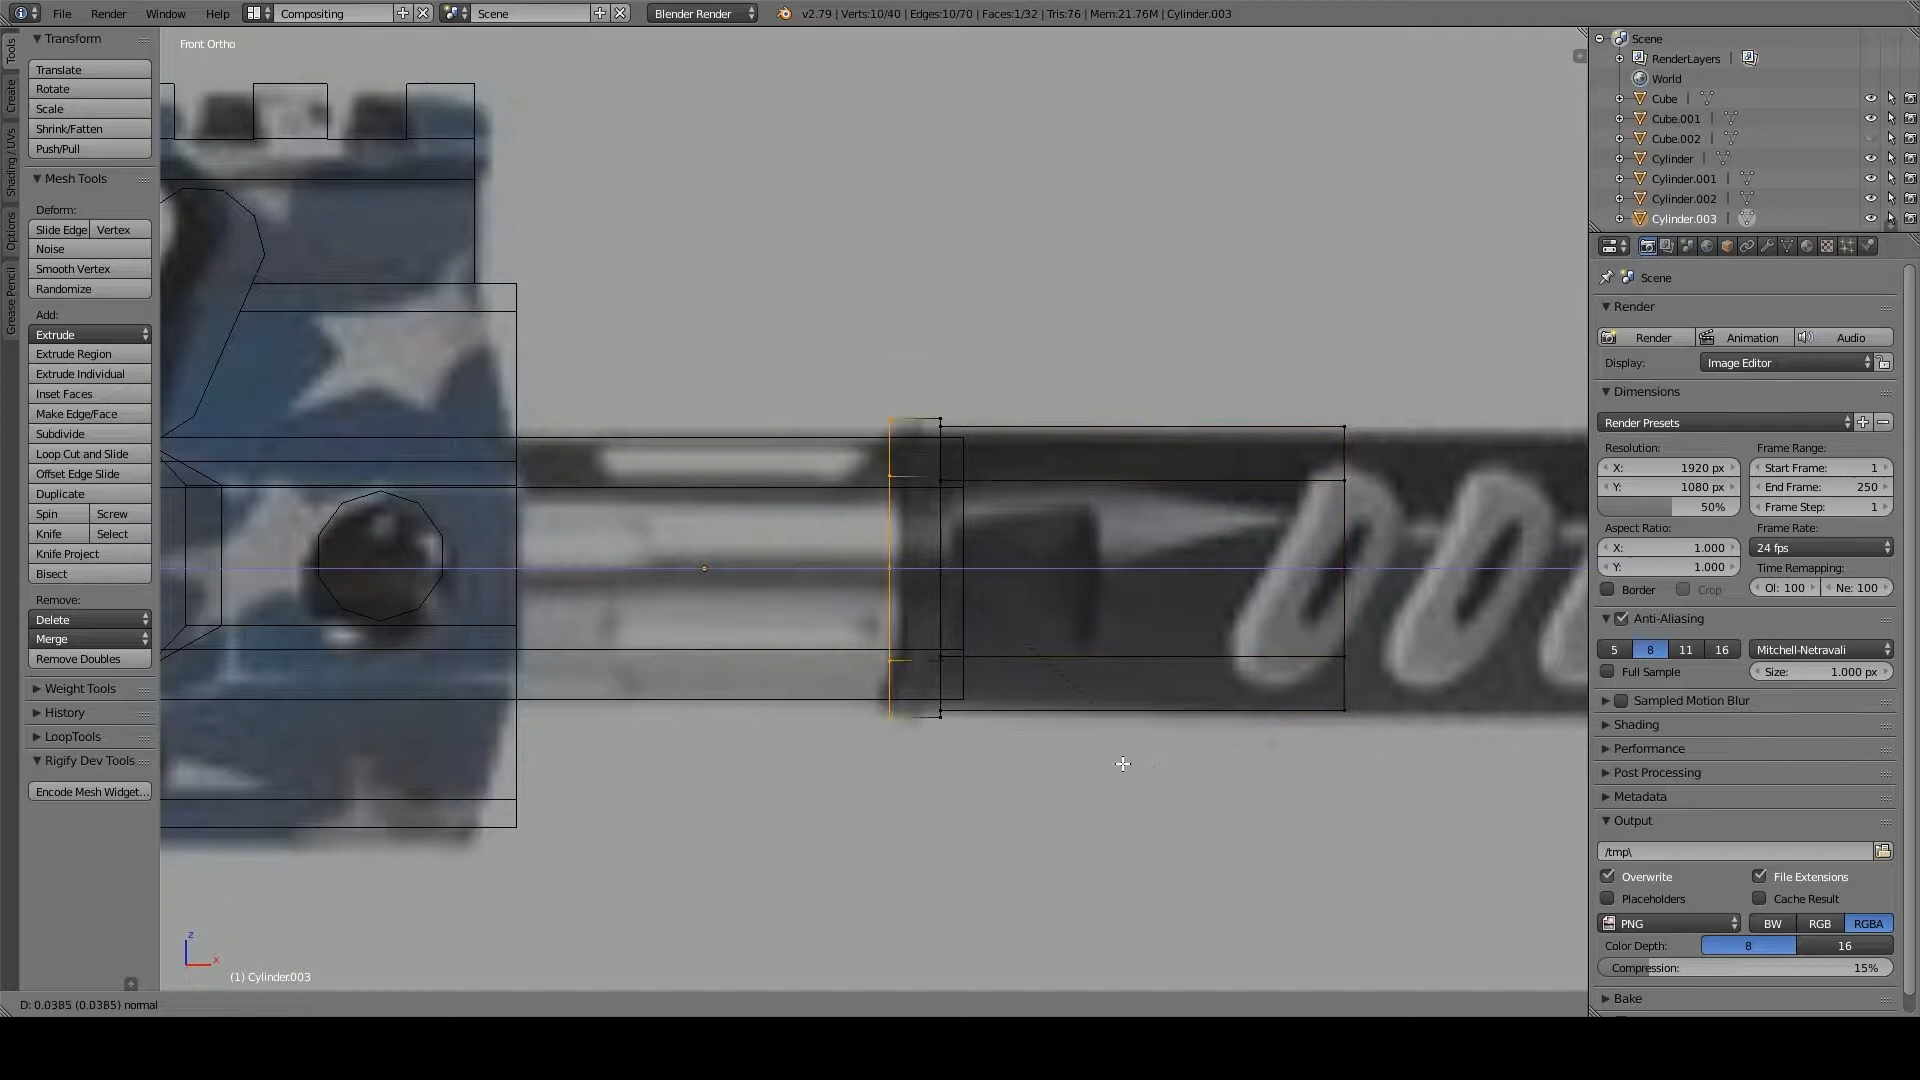 File Render Window Help Compositing Scene Blender Render v2.79 | Verts:10/40 | Edges:10/70 | Faces:1/32 | Tris:76 | Mem:21.76M | Cylinder.003
Tools
Create
Shading / UVs
Options
Grease Pencil
Transform
Translate
Rotate
Scale
Shrink/Fatten
Push/Pull
Mesh Tools
Deform:
Slide Edge Vertex
Noise
Smooth Vertex
Randomize
Add:
Extrude
Extrude Region
Extrude Individual
Inset Faces
Make Edge/Face
Subdivide
Loop Cut and Slide
Offset Edge Slide
Duplicate
Spin Screw
Knife Select
Knife Project
Bisect
Remove:
Delete
Merge
Remove Doubles
Weight Tools
History
LoopTools
Rigify Dev Tools
Encode Mesh Widget...
Front Ortho
z
x
(1) Cylinder.003
D: 0.0385 (0.0385) normal
Scene
RenderLayers
World
Cube
Cube.001
Cube.002
Cylinder
Cylinder.001
Cylinder.002
Cylinder.003
Scene
Render
Render Animation Audio
Display: Image Editor
Dimensions
Render Presets
Resolution: Frame Range:
X: 1920 px Start Frame: 1
Y: 1080 px End Frame: 250
50% Frame Step: 1
Aspect Ratio: Frame Rate:
X: 1.000 24 fps
Y: 1.000 Time Remapping:
Border Crop Ol: 100 Ne: 100
Anti-Aliasing
5 8 11 16 Mitchell-Netravali
Full Sample Size: 1.000 px
Sampled Motion Blur
Shading
Performance
Post Processing
Metadata
Output
/tmp\
Overwrite File Extensions
Placeholders Cache Result
PNG BW RGB RGBA
Color Depth: 8 16
Compression: 15%
Bake